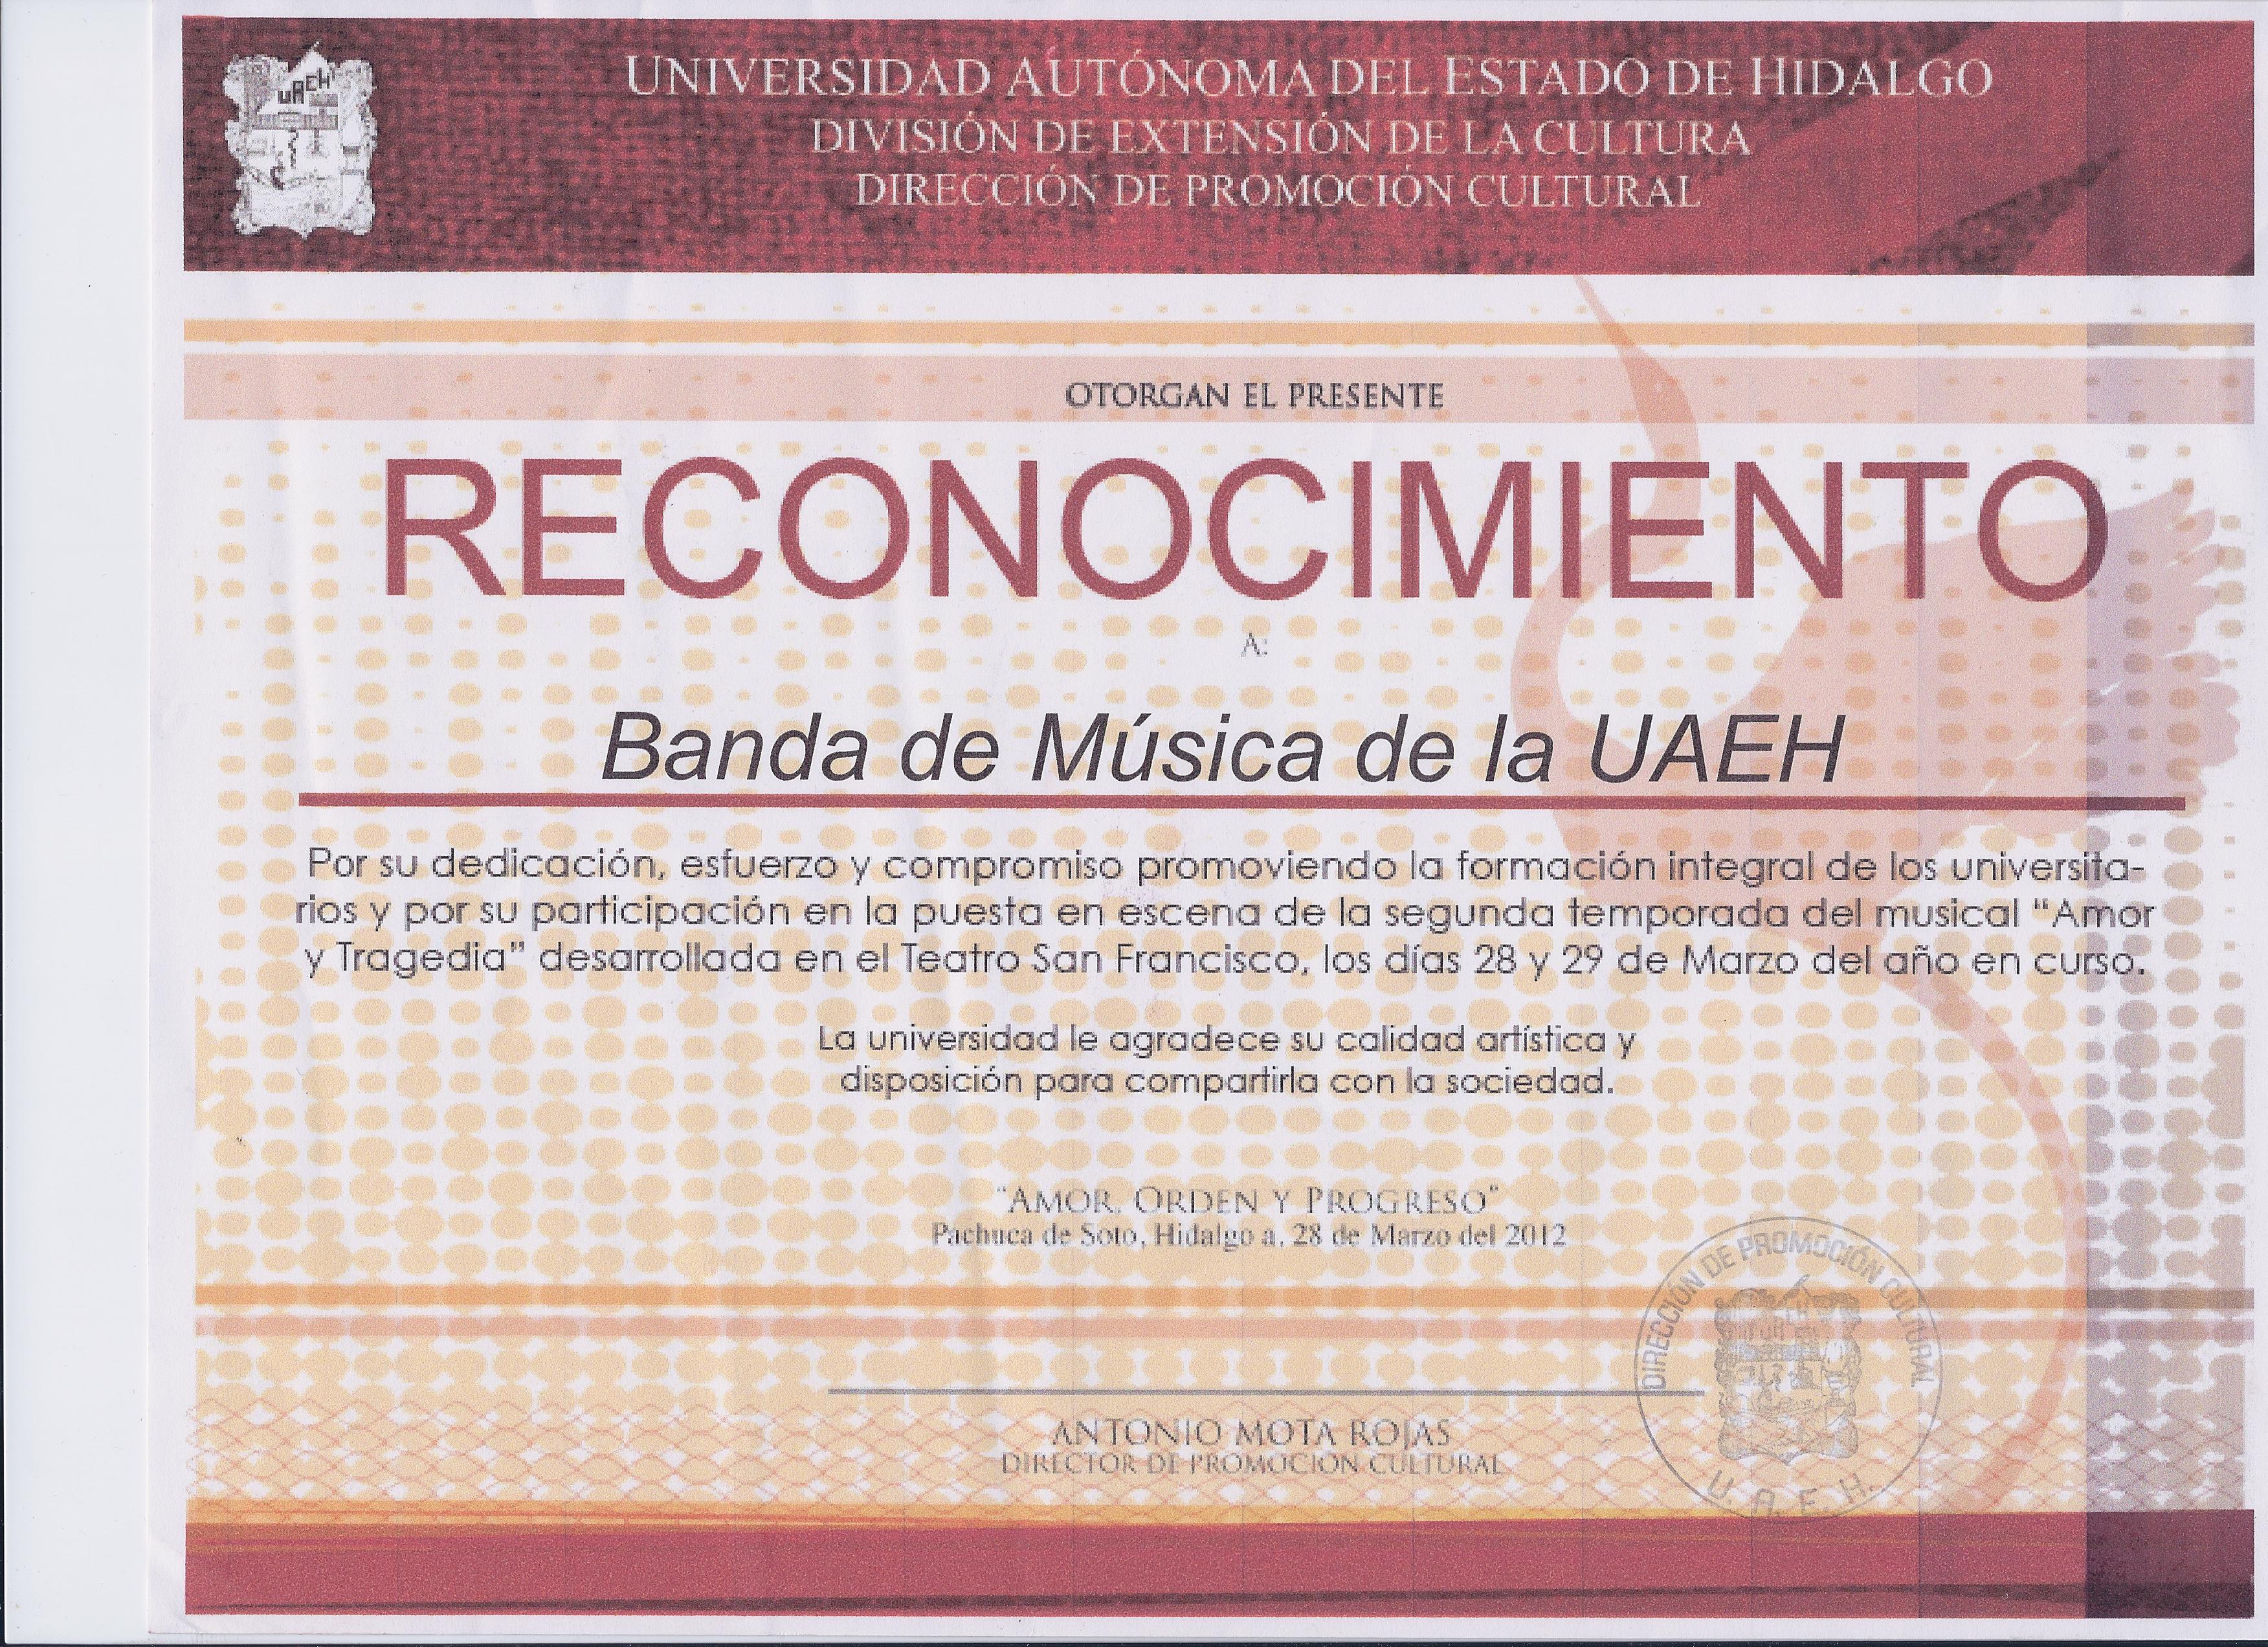 UAEH
UNIVERSIDAD AUTÓNOMA DEL ESTADO DE HIDALGO
DIVISIÓN DE EXTENSIÓN DE LA CULTURA
DIRECCIÓN DE PROMOCIÓN CULTURAL
OTORGAN EL PRESENTE
RECONOCIMIENTO
A:
Banda de Música de la UAEH
Por su dedicación, esfuerzo y compromiso promoviendo la formación integral de los universita-
rios y por su participación en la puesta en escena de la segunda temporada del musical “Amor
y Tragedia” desarrollada en el Teatro San Francisco, los días 28 y 29 de Marzo del año en curso.
La universidad le agradece su calidad artística y
disposición para compartirla con la sociedad.
"AMOR, ORDEN Y PROGRESO"
Pachuca de Soto, Hidalgo a, 28 de Marzo del 2012
ANTONIO MOTA ROJAS
DIRECTOR DE PROMOCIÓN CULTURAL
DIRECCIÓN DE PROMOCIÓN CULTURAL
U. A. E. H.